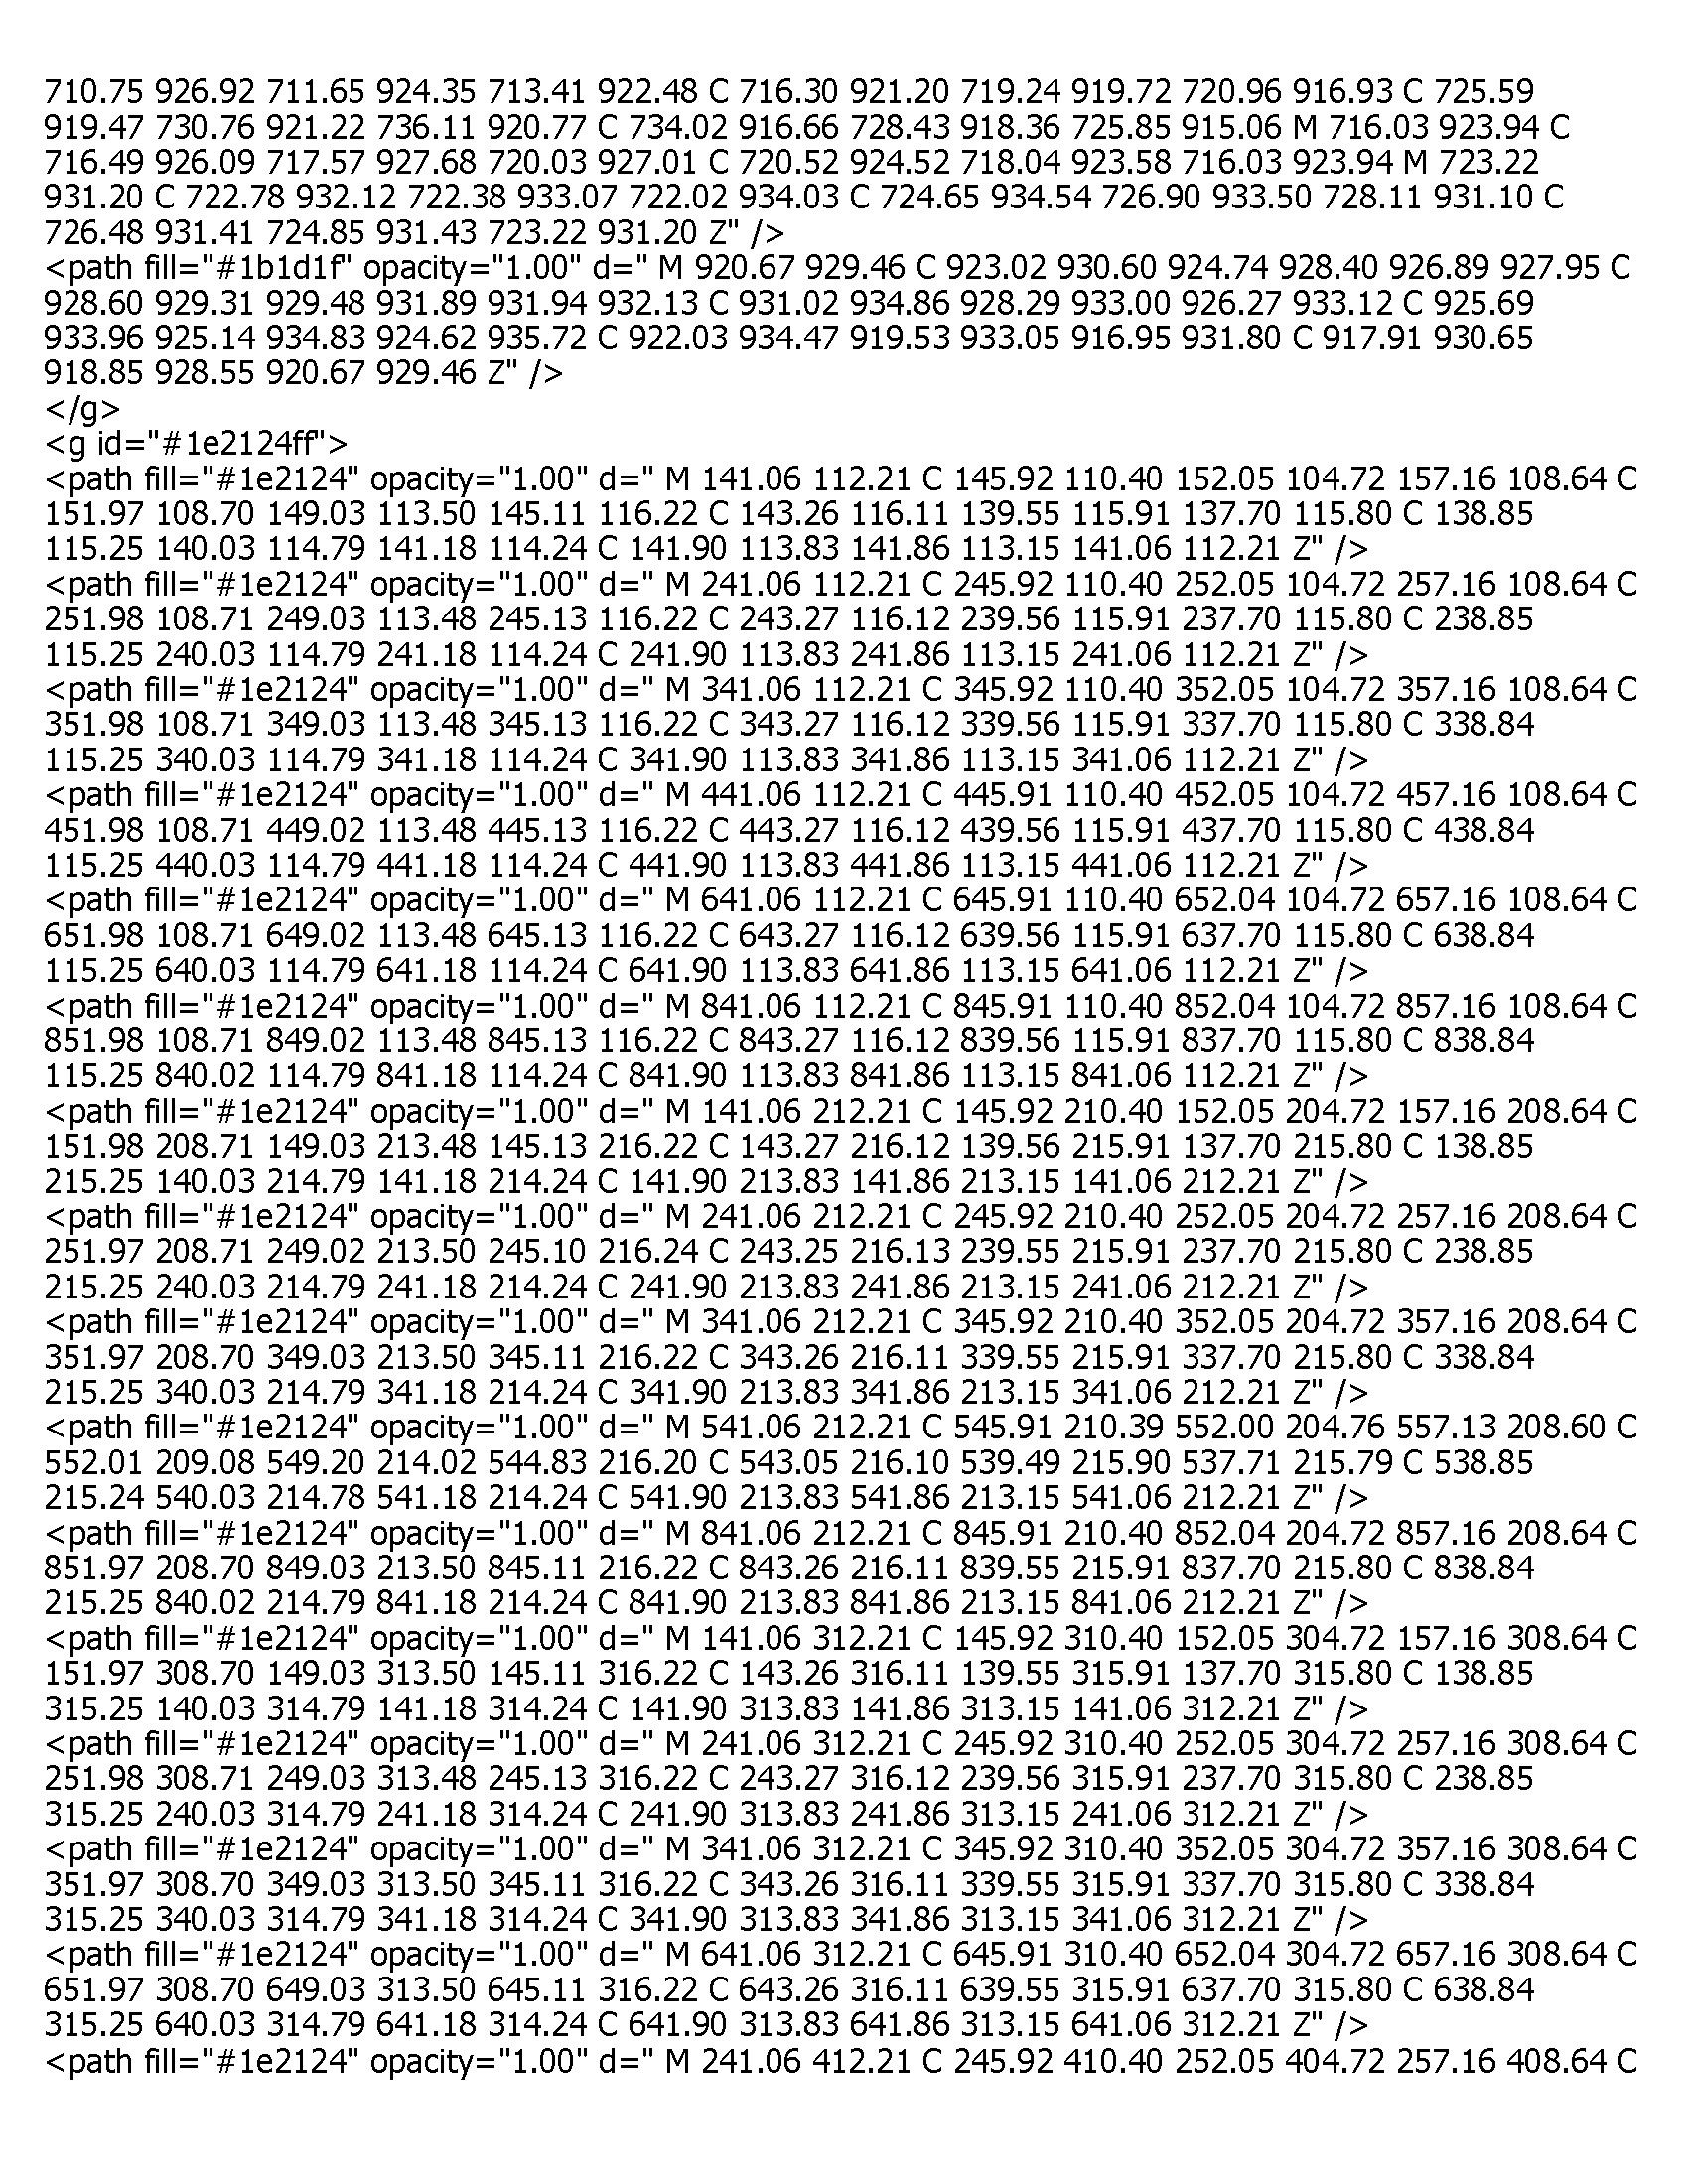 710.75 926.92 711.65 924.35 713.41 922.48 C 716.30 921.20 719.24 919.72 720.96 916.93 C 725.59
919.47 730.76 921.22 736.11 920.77 C 734.02 916.66 728.43 918.36 725.85 915.06 M 716.03 923.94 C
716.49 926.09 717.57 927.68 720.03 927.01 C 720.52 924.52 718.04 923.58 716.03 923.94 M 723.22
931.20 C 722.78 932.12 722.38 933.07 722.02 934.03 C 724.65 934.54 726.90 933.50 728.11 931.10 C
726.48 931.41 724.85 931.43 723.22 931.20 Z" />
<path fill="#1b1d1f" opacity="1.00" d=" M 920.67 929.46 C 923.02 930.60 924.74 928.40 926.89 927.95 C
928.60 929.31 929.48 931.89 931.94 932.13 C 931.02 934.86 928.29 933.00 926.27 933.12 C 925.69
933.96 925.14 934.83 924.62 935.72 C 922.03 934.47 919.53 933.05 916.95 931.80 C 917.91 930.65
918.85 928.55 920.67 929.46 Z" />
</g>
<g id="#1e2124ff">
<path fill="#1e2124" opacity="1.00" d=" M 141.06 112.21 C 145.92 110.40 152.05 104.72 157.16 108.64 C
151.97 108.70 149.03 113.50 145.11 116.22 C 143.26 116.11 139.55 115.91 137.70 115.80 C 138.85
115.25 140.03 114.79 141.18 114.24 C 141.90 113.83 141.86 113.15 141.06 112.21 Z" />
<path fill="#1e2124" opacity="1.00" d=" M 241.06 112.21 C 245.92 110.40 252.05 104.72 257.16 108.64 C
251.98 108.71 249.03 113.48 245.13 116.22 C 243.27 116.12 239.56 115.91 237.70 115.80 C 238.85
115.25 240.03 114.79 241.18 114.24 C 241.90 113.83 241.86 113.15 241.06 112.21 Z" />
<path fill="#1e2124" opacity="1.00" d=" M 341.06 112.21 C 345.92 110.40 352.05 104.72 357.16 108.64 C
351.98 108.71 349.03 113.48 345.13 116.22 C 343.27 116.12 339.56 115.91 337.70 115.80 C 338.84
115.25 340.03 114.79 341.18 114.24 C 341.90 113.83 341.86 113.15 341.06 112.21 Z" />
<path fill="#1e2124" opacity="1.00" d=" M 441.06 112.21 C 445.91 110.40 452.05 104.72 457.16 108.64 C
451.98 108.71 449.02 113.48 445.13 116.22 C 443.27 116.12 439.56 115.91 437.70 115.80 C 438.84
115.25 440.03 114.79 441.18 114.24 C 441.90 113.83 441.86 113.15 441.06 112.21 Z" />
<path fill="#1e2124" opacity="1.00" d=" M 641.06 112.21 C 645.91 110.40 652.04 104.72 657.16 108.64 C
651.98 108.71 649.02 113.48 645.13 116.22 C 643.27 116.12 639.56 115.91 637.70 115.80 C 638.84
115.25 640.03 114.79 641.18 114.24 C 641.90 113.83 641.86 113.15 641.06 112.21 Z" />
<path fill="#1e2124" opacity="1.00" d=" M 841.06 112.21 C 845.91 110.40 852.04 104.72 857.16 108.64 C
851.98 108.71 849.02 113.48 845.13 116.22 C 843.27 116.12 839.56 115.91 837.70 115.80 C 838.84
115.25 840.02 114.79 841.18 114.24 C 841.90 113.83 841.86 113.15 841.06 112.21 Z" />
<path fill="#1e2124" opacity="1.00" d=" M 141.06 212.21 C 145.92 210.40 152.05 204.72 157.16 208.64 C
151.98 208.71 149.03 213.48 145.13 216.22 C 143.27 216.12 139.56 215.91 137.70 215.80 C 138.85
215.25 140.03 214.79 141.18 214.24 C 141.90 213.83 141.86 213.15 141.06 212.21 Z" />
<path fill="#1e2124" opacity="1.00" d=" M 241.06 212.21 C 245.92 210.40 252.05 204.72 257.16 208.64 C
251.97 208.71 249.02 213.50 245.10 216.24 C 243.25 216.13 239.55 215.91 237.70 215.80 C 238.85
215.25 240.03 214.79 241.18 214.24 C 241.90 213.83 241.86 213.15 241.06 212.21 Z" />
<path fill="#1e2124" opacity="1.00" d=" M 341.06 212.21 C 345.92 210.40 352.05 204.72 357.16 208.64 C
351.97 208.70 349.03 213.50 345.11 216.22 C 343.26 216.11 339.55 215.91 337.70 215.80 C 338.84
215.25 340.03 214.79 341.18 214.24 C 341.90 213.83 341.86 213.15 341.06 212.21 Z" />
<path fill="#1e2124" opacity="1.00" d=" M 541.06 212.21 C 545.91 210.39 552.00 204.76 557.13 208.60 C
552.01 209.08 549.20 214.02 544.83 216.20 C 543.05 216.10 539.49 215.90 537.71 215.79 C 538.85
215.24 540.03 214.78 541.18 214.24 C 541.90 213.83 541.86 213.15 541.06 212.21 Z" />
<path fill="#1e2124" opacity="1.00" d=" M 841.06 212.21 C 845.91 210.40 852.04 204.72 857.16 208.64 C
851.97 208.70 849.03 213.50 845.11 216.22 C 843.26 216.11 839.55 215.91 837.70 215.80 C 838.84
215.25 840.02 214.79 841.18 214.24 C 841.90 213.83 841.86 213.15 841.06 212.21 Z" />
<path fill="#1e2124" opacity="1.00" d=" M 141.06 312.21 C 145.92 310.40 152.05 304.72 157.16 308.64 C
151.97 308.70 149.03 313.50 145.11 316.22 C 143.26 316.11 139.55 315.91 137.70 315.80 C 138.85
315.25 140.03 314.79 141.18 314.24 C 141.90 313.83 141.86 313.15 141.06 312.21 Z" />
<path fill="#1e2124" opacity="1.00" d=" M 241.06 312.21 C 245.92 310.40 252.05 304.72 257.16 308.64 C
251.98 308.71 249.03 313.48 245.13 316.22 C 243.27 316.12 239.56 315.91 237.70 315.80 C 238.85
315.25 240.03 314.79 241.18 314.24 C 241.90 313.83 241.86 313.15 241.06 312.21 Z" />
<path fill="#1e2124" opacity="1.00" d=" M 341.06 312.21 C 345.92 310.40 352.05 304.72 357.16 308.64 C
351.97 308.70 349.03 313.50 345.11 316.22 C 343.26 316.11 339.55 315.91 337.70 315.80 C 338.84
315.25 340.03 314.79 341.18 314.24 C 341.90 313.83 341.86 313.15 341.06 312.21 Z" />
<path fill="#1e2124" opacity="1.00" d=" M 641.06 312.21 C 645.91 310.40 652.04 304.72 657.16 308.64 C
651.97 308.70 649.03 313.50 645.11 316.22 C 643.26 316.11 639.55 315.91 637.70 315.80 C 638.84
315.25 640.03 314.79 641.18 314.24 C 641.90 313.83 641.86 313.15 641.06 312.21 Z" />
<path fill="#1e2124" opacity="1.00" d=" M 241.06 412.21 C 245.92 410.40 252.05 404.72 257.16 408.64 C